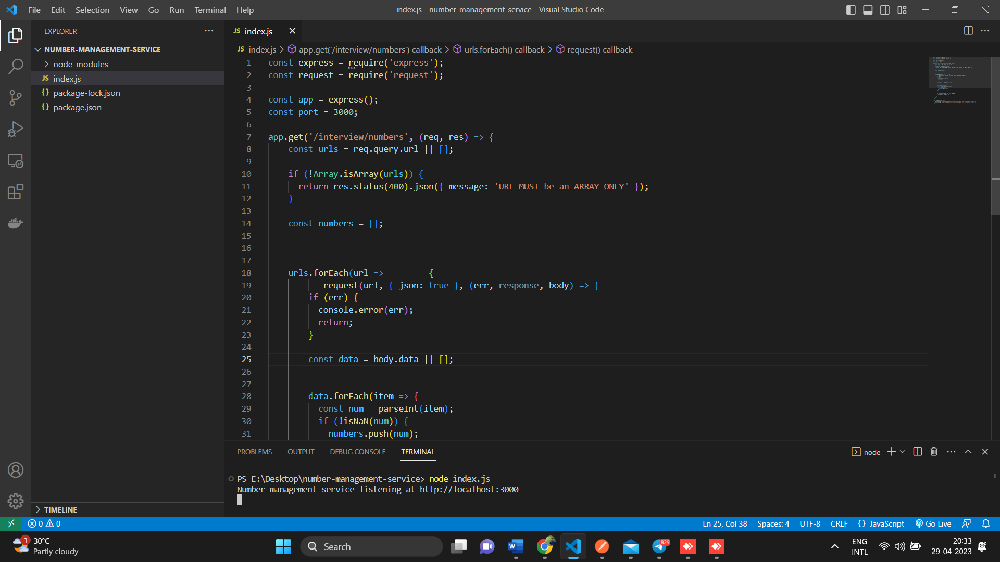 File Edit Selection View Go Run Terminal Help
index.js - number-management-service - Visual Studio Code
EXPLORER
NUMBER-MANAGEMENT-SERVICE
node_modules
JS index.js
{} package-lock.json
{} package.json
TIMELINE
JS index.js
JS index.js > app.get('/interview/numbers') callback > urls.forEach() callback > request() callback
1 const express = require('express');
2 const request = require('request');
3
4 const app = express();
5 const port = 3000;
6
7 app.get('/interview/numbers', (req, res) => {
8 const urls = req.query.url || [];
9
10 if (!Array.isArray(urls)) {
11 return res.status(400).json({ message: 'URL MUST be an ARRAY ONLY' });
12 }
13
14 const numbers = [];
15
16
17
18 urls.forEach(url => {
19 request(url, { json: true }, (err, response, body) => {
20 if (err) {
21 console.error(err);
22 return;
23 }
24
25 const data = body.data || [];
26
27
28 data.forEach(item => {
29 const num = parseInt(item);
30 if (!isNaN(num)) {
31 numbers.push(num);
PROBLEMS OUTPUT DEBUG CONSOLE TERMINAL
node
PS E:\Desktop\number-management-service> node index.js
Number management service listening at http://localhost:3000
0 0
Ln 25, Col 38 Spaces: 4 UTF-8 CRLF {} JavaScript Go Live
1
30°C
Partly cloudy
Search
829
ENG
INTL
20:33
29-04-2023